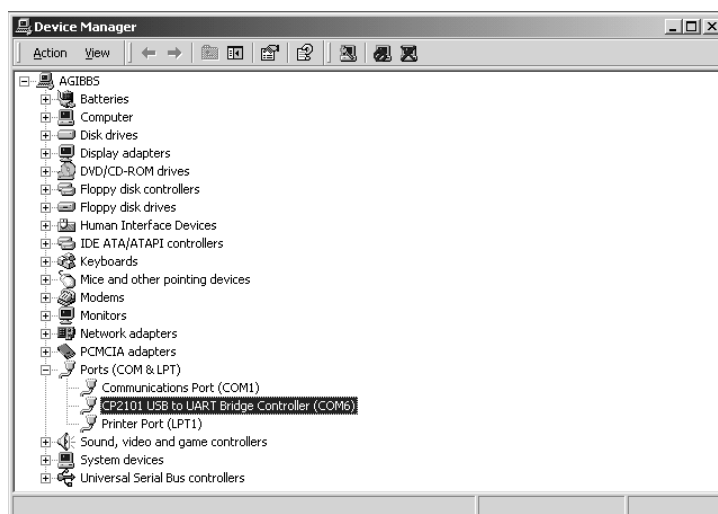 Device Manager
Action View
AGIBBS
Batteries
Computer
Disk drives
Display adapters
DVD/CD-ROM drives
Floppy disk controllers
Floppy disk drives
Human Interface Devices
IDE ATA/ATAPI controllers
Keyboards
Mice and other pointing devices
Modems
Monitors
Network adapters
PCMCIA adapters
Ports (COM & LPT)
Communications Port (COM1)
CP2101 USB to UART Bridge Controller (COM6)
Printer Port (LPT1)
Sound, video and game controllers
System devices
Universal Serial Bus controllers